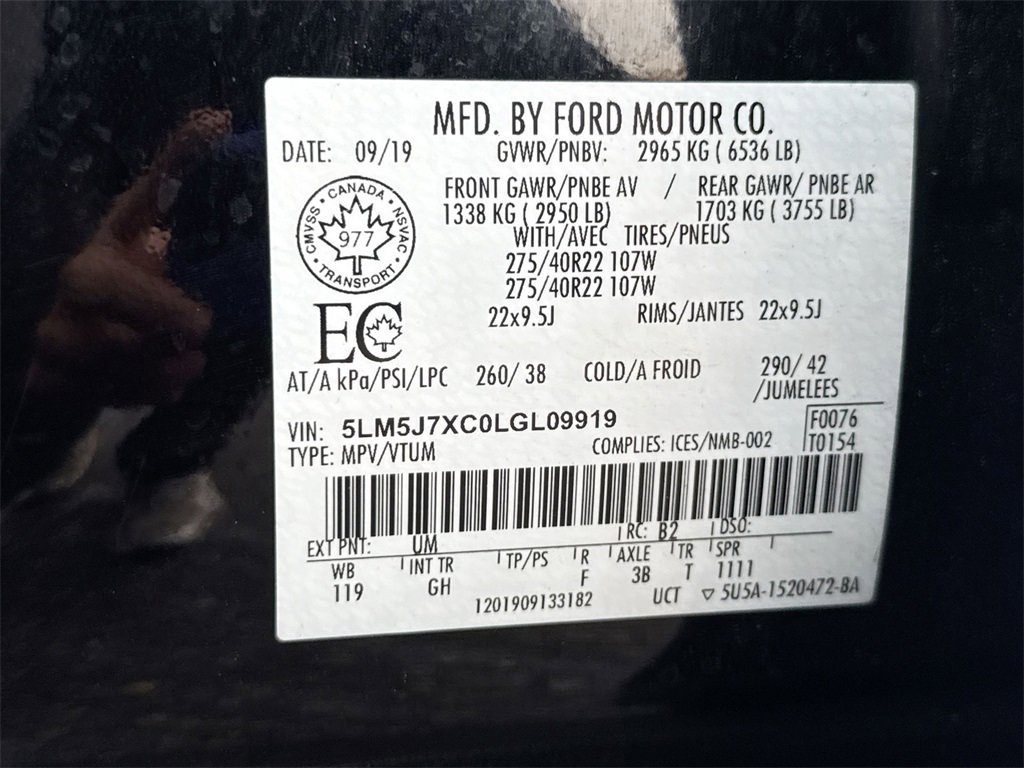 MFD. BY FORD MOTOR CO.
DATE: 09/19 GVWR/PNBV: 2965 KG ( 6536 LB)
FRONT GAWR/PNBE AV / REAR GAWR/ PNBE AR
1338 KG ( 2950 LB) 1703 KG ( 3755 LB)
WITH/AVEC TIRES/PNEUS
275/40R22 107W
275/40R22 107W
22x9.5J RIMS/JANTES 22x9.5J
CANADA
CMVSS • NSVAC
977
TRANSPORT
EC
AT/A kPa/PSI/LPC 260/ 38 COLD/A FROID 290/ 42
/JUMELEES
VIN: 5LM5J7XC0LGL09919 F0076
TYPE: MPV/VTUM COMPLIES: ICES/NMB-002 T0154
EXT PNT: UM RC: B2 DSO:
WB INT TR TP/PS R AXLE TR SPR
119 GH F 3B T 1111
1201909133182 UCT ▽ 5U5A-1520472-BA